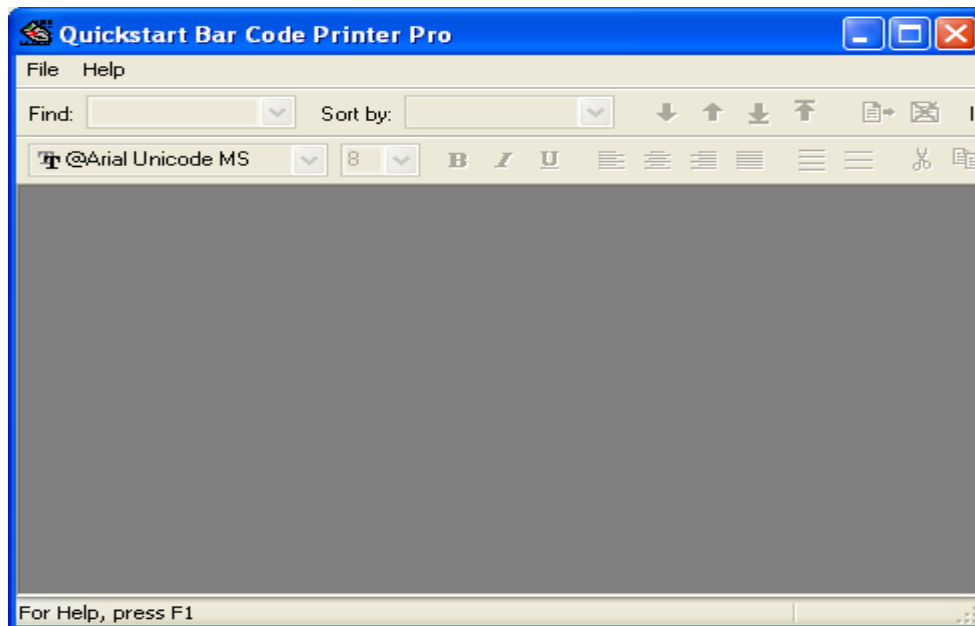 Quickstart Bar Code Printer Pro
File Help
Find: Sort by:
@Arial Unicode MS 8 B I U
For Help, press F1